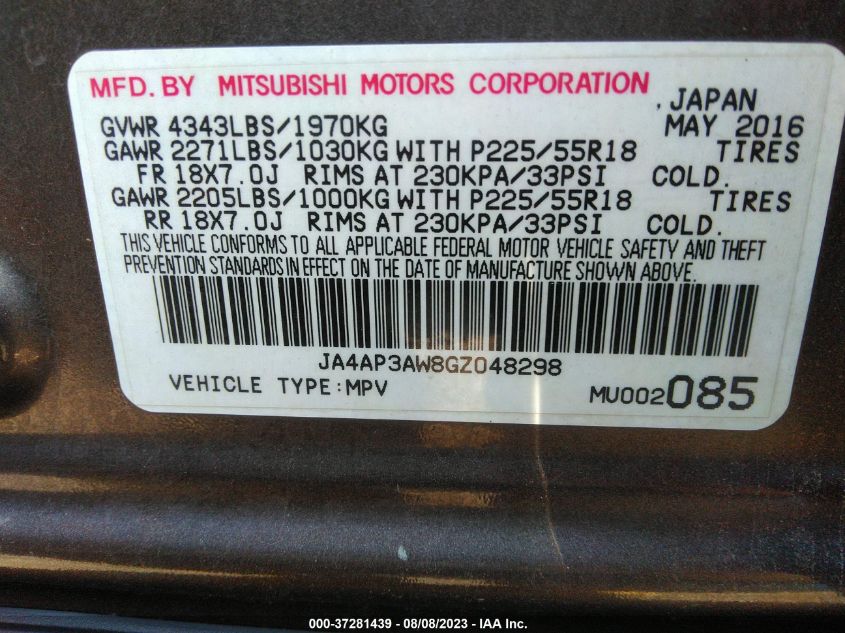 MFD. BY MITSUBISHI MOTORS CORPORATION
, JAPAN
GVWR 4343LBS/1970KG MAY 2016
GAWR 2271LBS/1030KG WITH P225/55R18 TIRES
FR 18X7.0J RIMS AT 230KPA/33PSI COLD.
GAWR 2205LBS/1000KG WITH P225/55R18 TIRES
RR 18X7.0J RIMS AT 230KPA/33PSI COLD.
THIS VEHICLE CONFORMS TO ALL APPLICABLE FEDERAL MOTOR VEHICLE SAFETY AND THEFT
PREVENTION STANDARDS IN EFFECT ON THE DATE OF MANUFACTURE SHOWN ABOVE.
JA4AP3AW8GZ048298
VEHICLE TYPE:MPV MU002085
000-37281439 - 08/08/2023 - IAA Inc.